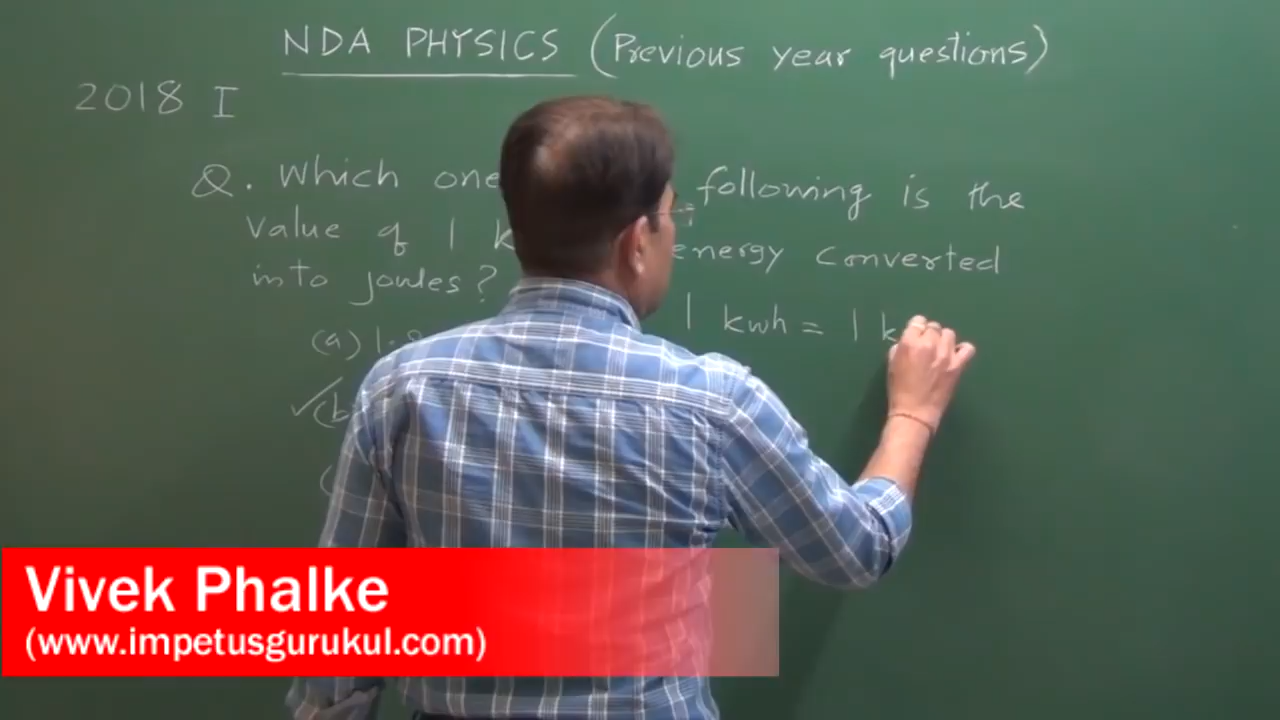 NDA PHYSICS (Previous year questions)
2018 I
Q. Which one following is the
value of 1 k energy converted
into joules?
1 kwh = 1 k
(a) 1.8
✓(b
(
Vivek Phalke
(www.impetusgurukul.com)